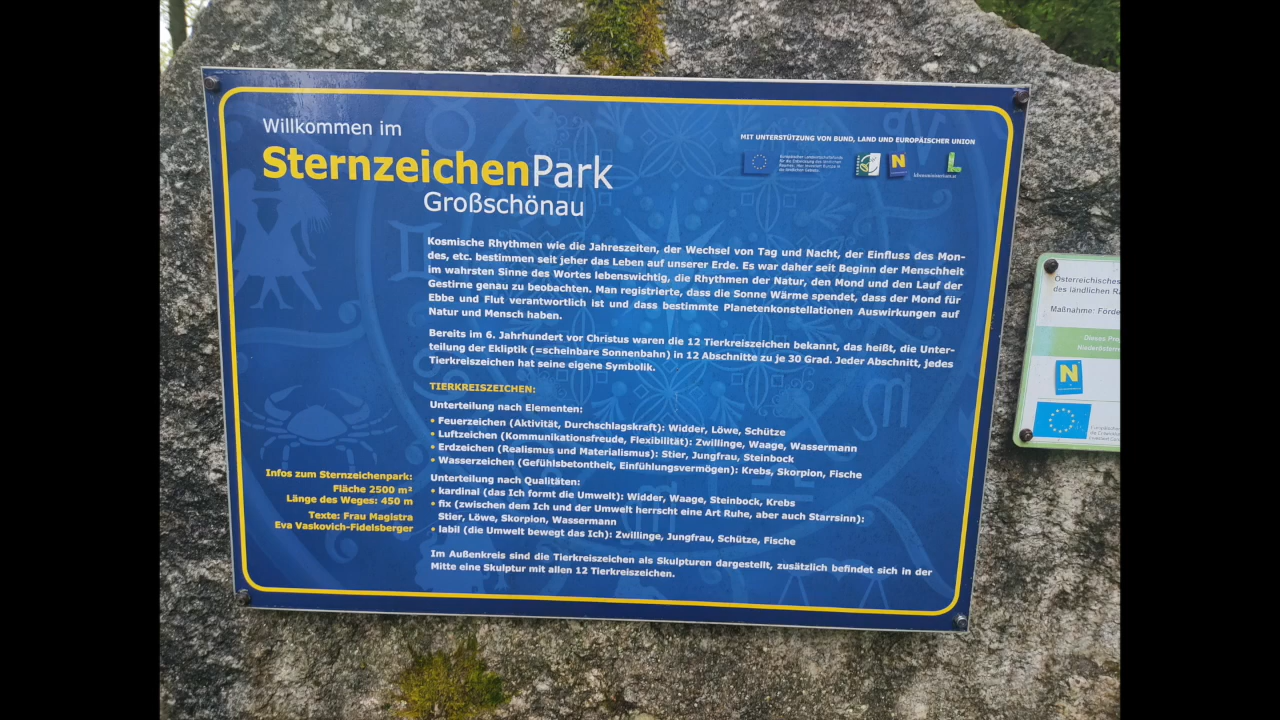 Willkommen im
SternzeichenPark
Großschönau
MIT UNTERSTÜTZUNG VON BUND, LAND UND EUROPÄISCHER UNION
lebensministerium.at
Kosmische Rhythmen wie die Jahreszeiten, der Wechsel von Tag und Nacht, der Einfluss des Mon-
des, etc. bestimmen seit jeher das Leben auf unserer Erde. Es war daher seit Beginn der Menschheit
im wahrsten Sinne des Wortes lebenswichtig, die Rhythmen der Natur, den Mond und den Lauf der
Gestirne genau zu beobachten. Man registrierte, dass die Sonne Wärme spendet, dass der Mond für
Ebbe und Flut verantwortlich ist und dass bestimmte Planetenkonstellationen Auswirkungen auf
Natur und Mensch haben.
Bereits im 6. Jahrhundert vor Christus waren die 12 Tierkreiszeichen bekannt, das heißt, die Unter-
teilung der Ekliptik (=scheinbare Sonnenbahn) in 12 Abschnitte zu je 30 Grad. Jeder Abschnitt, jedes
Tierkreiszeichen hat seine eigene Symbolik.
TIERKREISZEICHEN:
Unterteilung nach Elementen:
• Feuerzeichen (Aktivität, Durchschlagskraft): Widder, Löwe, Schütze
• Luftzeichen (Kommunikationsfreude, Flexibilität): Zwillinge, Waage, Wassermann
• Erdzeichen (Realismus und Materialismus): Stier, Jungfrau, Steinbock
• Wasserzeichen (Gefühlsbetontheit, Einfühlungsvermögen): Krebs, Skorpion, Fische
Unterteilung nach Qualitäten:
• kardinal (das Ich formt die Umwelt): Widder, Waage, Steinbock, Krebs
• fix (zwischen dem Ich und der Umwelt herrscht eine Art Ruhe, aber auch Starrsinn):
Stier, Löwe, Skorpion, Wassermann
• labil (die Umwelt bewegt das Ich): Zwillinge, Jungfrau, Schütze, Fische
Im Außenkreis sind die Tierkreiszeichen als Skulpturen dargestellt, zusätzlich befindet sich in der
Mitte eine Skulptur mit allen 12 Tierkreiszeichen.
Infos zum Sternzeichenpark:
Fläche 2500 m²
Länge des Weges: 450 m
Texte: Frau Magistra
Eva Vaskovich-Fidelsberger
Österreichisches
des ländlichen
Maßnahme: Förde
Dieses Pro
Niederösterre
N